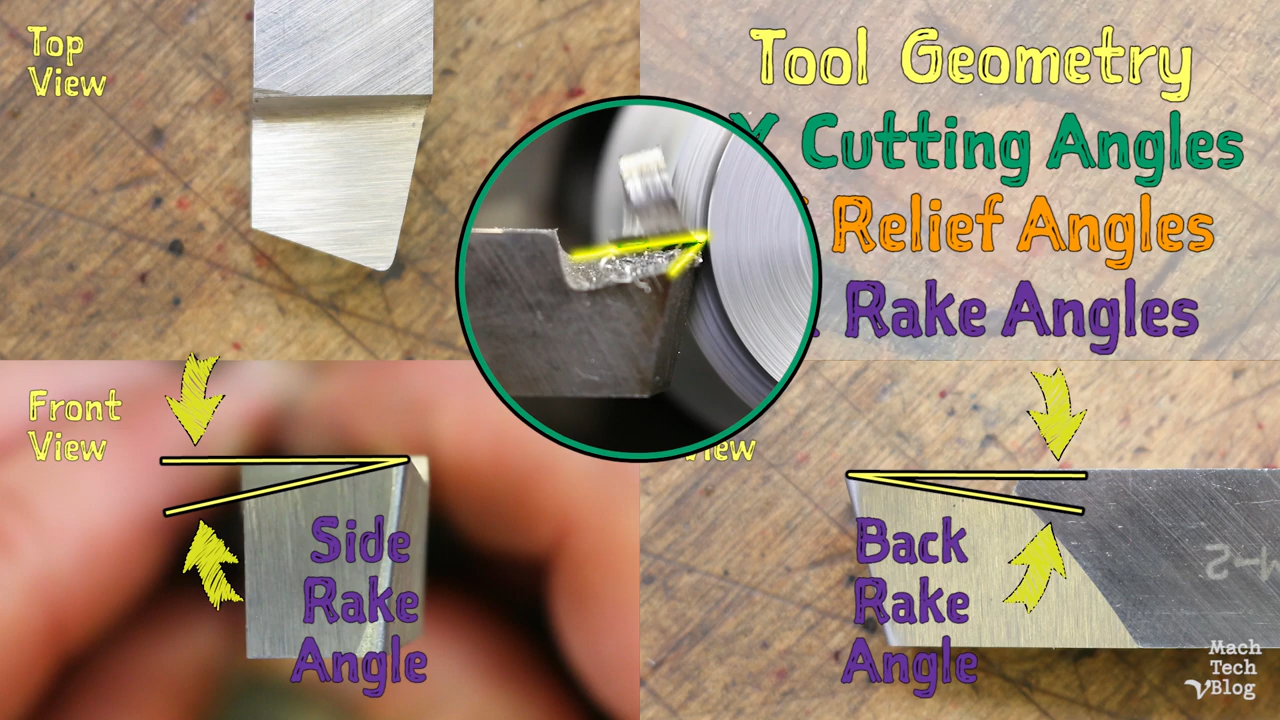 Top
View
Tool Geometry
Cutting Angles
Relief Angles
Rake Angles
Front
View
View
Side
Rake
Angle
Back
Rake
Angle
M-2
Mach
Tech
Blog